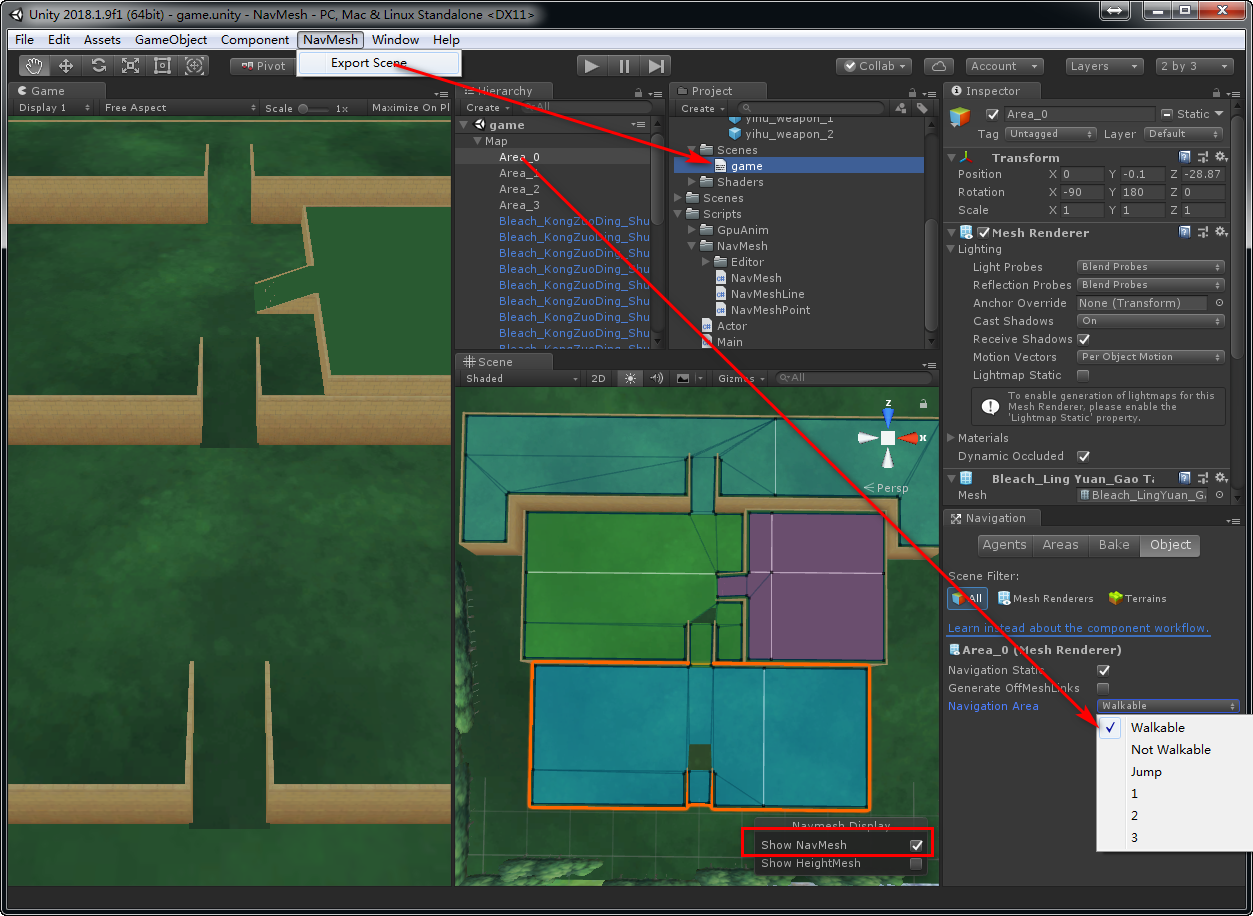 Unity 2018.1.9f1 (64bit) - game.unity - NavMesh - PC, Mac & Linux Standalone <DX11>
File Edit Assets GameObject Component NavMesh Window Help
Export Scene
Pivot
Collab
Account
Layers
2 by 3
Game
Display 1 Free Aspect Scale 1x Maximize On Pl
Hierarchy
Create All
game
Map
Area_0
Area_1
Area_2
Area_3
Bleach_KongZuoDing_Shu
Bleach_KongZuoDing_Shu
Bleach_KongZuoDing_Shu
Bleach_KongZuoDing_Shu
Bleach_KongZuoDing_Shu
Bleach_KongZuoDing_Shu
Bleach_KongZuoDing_Shu
Bleach_KongZuoDing_Shu
Bleach_KongZuoDing_Shu
Project
Create
yihu_weapon_1
yihu_weapon_2
Scenes
game
Shaders
Scenes
Scripts
GpuAnim
NavMesh
Editor
NavMesh
NavMeshLine
NavMeshPoint
Actor
Main
Scene
Shaded 2D Gizmos All
z
x
Persp
Navmesh Display
Show NavMesh
Show HeightMesh
Inspector
Area_0 Static
Tag Untagged Layer Default
Transform
Position X 0 Y -0.1 Z -28.87
Rotation X -90 Y 180 Z 0
Scale X 1 Y 1 Z 1
Mesh Renderer
Lighting
Light Probes Blend Probes
Reflection Probes Blend Probes
Anchor Override None (Transform)
Cast Shadows On
Receive Shadows
Motion Vectors Per Object Motion
Lightmap Static
To enable generation of lightmaps for this
Mesh Renderer, please enable the
'Lightmap Static' property.
Materials
Dynamic Occluded
Bleach_Ling Yuan_Gao Ta
Mesh Bleach_LingYuan_Ga
Navigation
Agents Areas Bake Object
Scene Filter:
All Mesh Renderers Terrains
Learn instead about the component workflow.
Area_0 (Mesh Renderer)
Navigation Static
Generate OffMeshLinks
Navigation Area Walkable
Walkable
Not Walkable
Jump
1
2
3